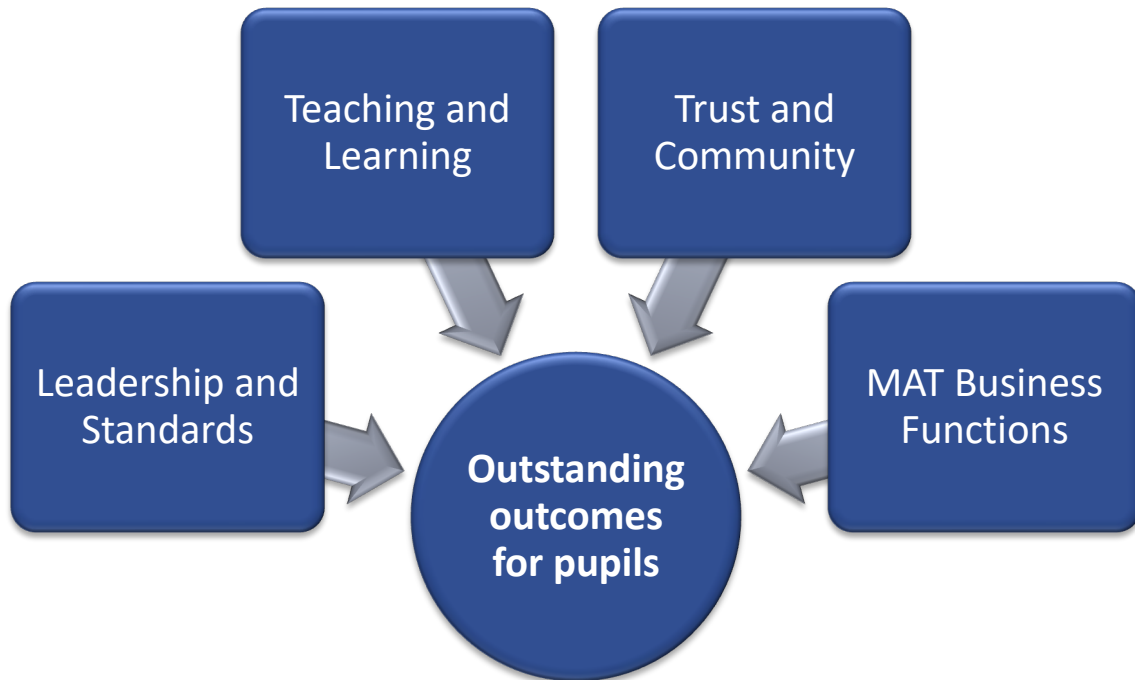 Teaching and
Learning
Trust and
Community
Leadership and
Standards
MAT Business
Functions
Outstanding
outcomes
for pupils